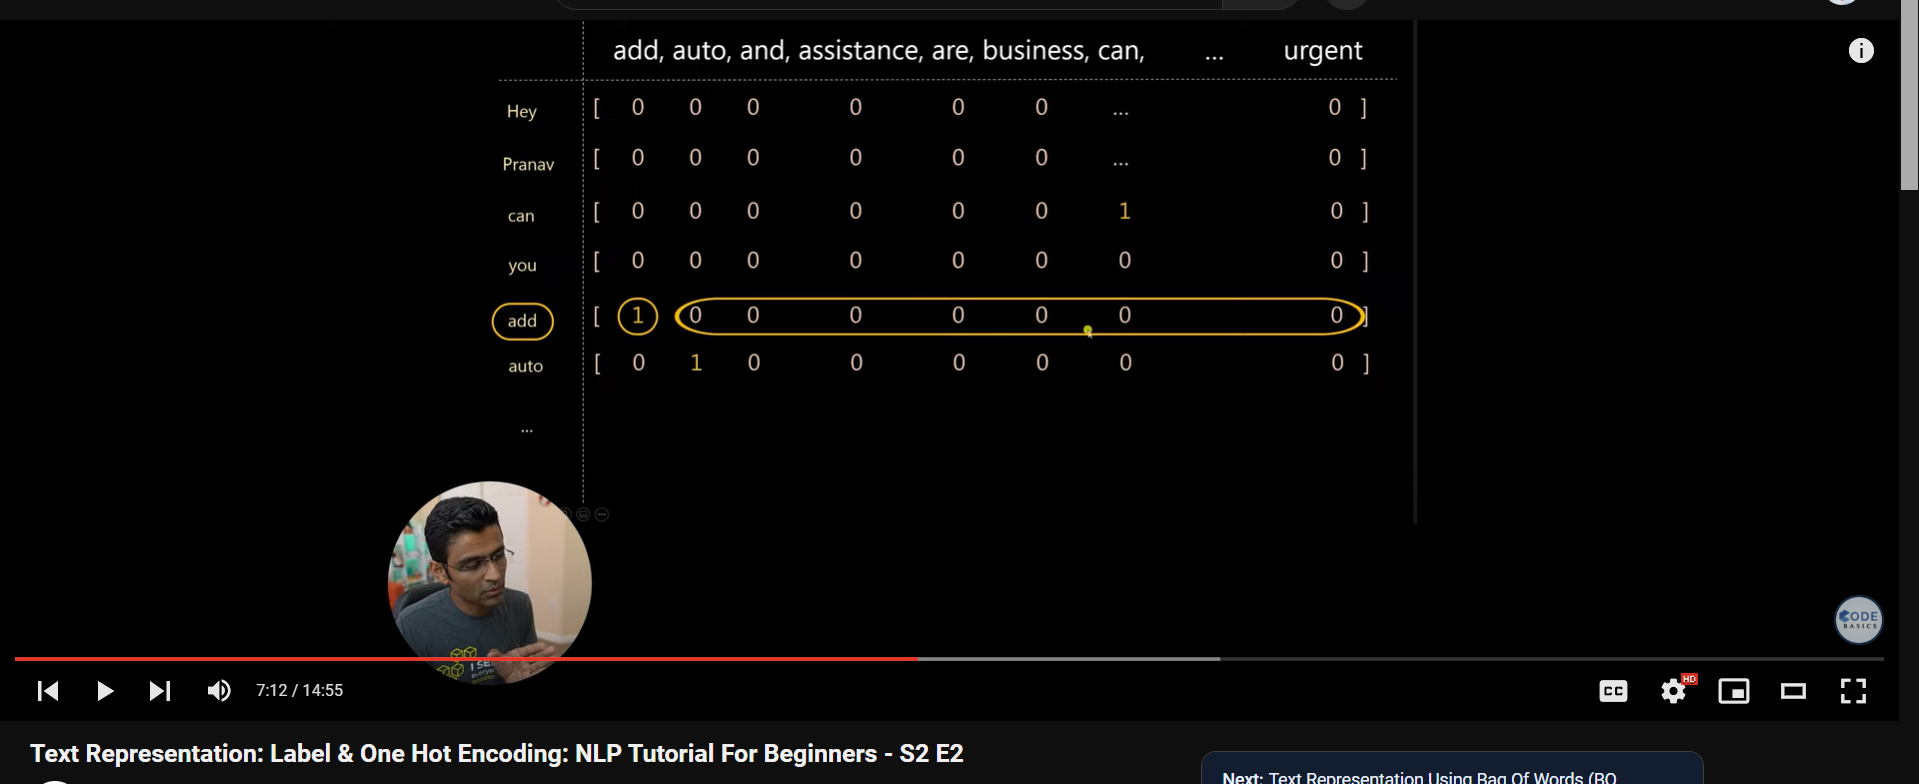 add, auto, and, assistance, are, business, can, ... urgent
Hey [ 0 0 0 0 0 0 ... 0 ]
Pranav [ 0 0 0 0 0 0 ... 0 ]
can [ 0 0 0 0 0 0 1 0 ]
you [ 0 0 0 0 0 0 0 0 ]
add [ 1 0 0 0 0 0 0 0 ]
auto [ 0 1 0 0 0 0 0 0 ]
...
I SE
CODE
BASICS
7:12 / 14:55
CC
HD
Text Representation: Label & One Hot Encoding: NLP Tutorial For Beginners - S2 E2
Next: Text Representation Using Bag Of Words (BO